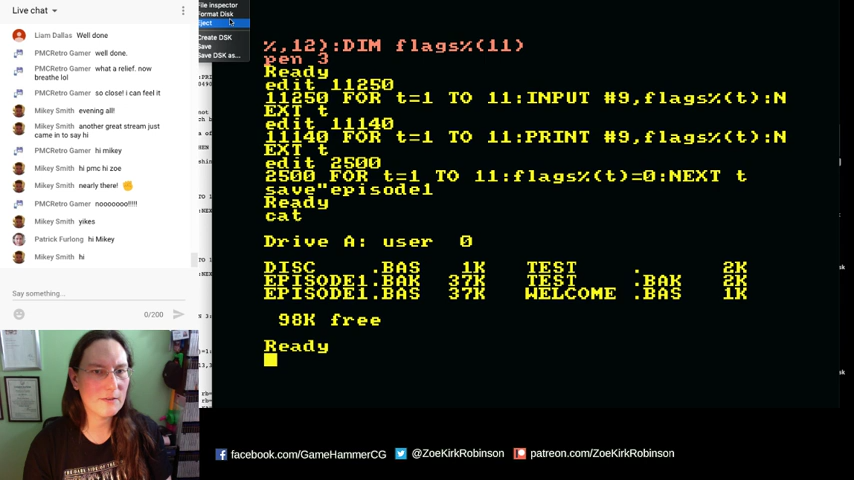 Live chat
Liam Dallas Well done
PMCRetro Gamer well done.
PMCRetro Gamer what a relief. now
breathe lol
PMCRetro Gamer so close! i can feel it
Mikey Smith evening all!
Mikey Smith another great stream just
came in to say hi
PMCRetro Gamer hi mikey
Mikey Smith hi pmc hi zoe
Mikey Smith nearly there! ✊
PMCRetro Gamer nooooooo!!!!!
Mikey Smith yikes
Patrick Furlong hi Mikey
Mikey Smith hi
Say something...
0/200
File Inspector
Format Disk
Eject
Create DSK
Save
Save DSK as...
%,12):DIM flags%(11)
pen 3
Ready
edit 11250
11250 FOR t=1 TO 11:INPUT #9,flags%(t):N
EXT t
edit 11140
11140 FOR t=1 TO 11:PRINT #9,flags%(t):N
EXT t
edit 2500
2500 FOR t=1 TO 11:flags%(t)=0:NEXT t
save"episode1
Ready
cat
Drive A: user 0
DISC .BAS 1K TEST . 2K
EPISODE1.BAK 37K TEST .BAK 2K
EPISODE1.BAS 37K WELCOME .BAS 1K
98K free
Ready
facebook.com/GameHammerCG @ZoeKirkRobinson patreon.com/ZoeKirkRobinson